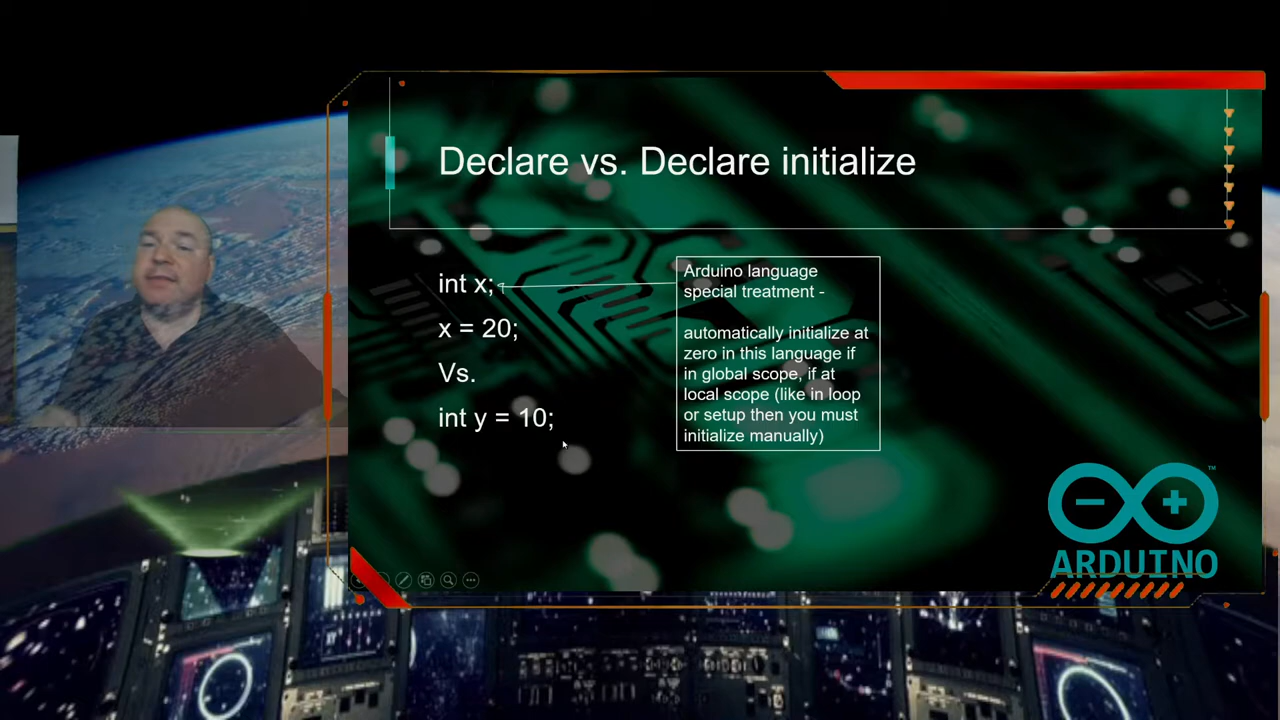 Declare vs. Declare initialize
int x;
x = 20;
Vs.
int y = 10;
Arduino language
special treatment -
automatically initialize at
zero in this language if
in global scope, if at
local scope (like in loop
or setup then you must
initialize manually)
ARDUINO
TM